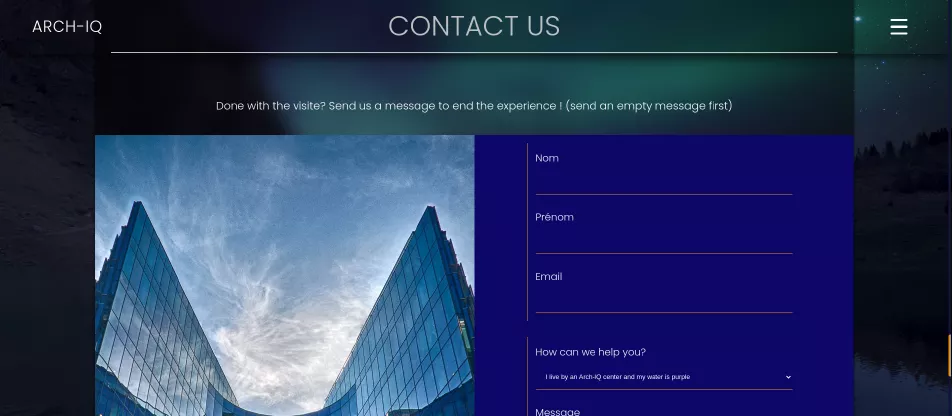 ARCH-IQ
CONTACT US
Done with the visite? Send us a message to end the experience ! (send an empty message first)
Nom
Prénom
Email
How can we help you?
I live by an Arch-IQ center and my water is purple
Message